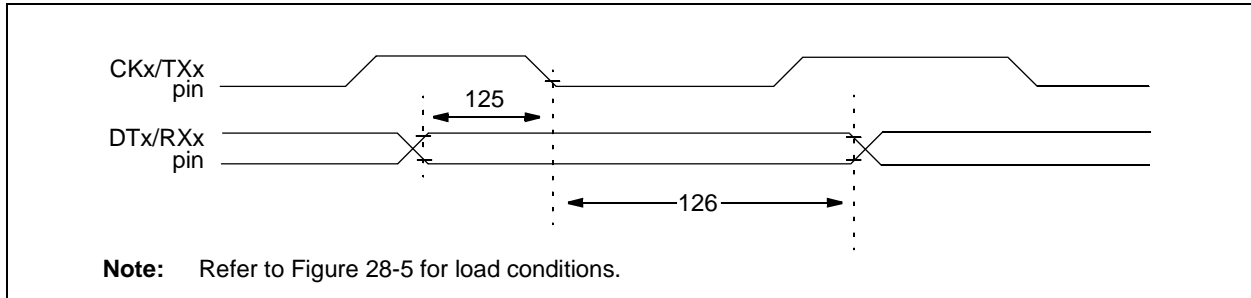 CKx/TXx
pin
125
DTx/RXx
pin
126
Note: Refer to Figure 28-5 for load conditions.